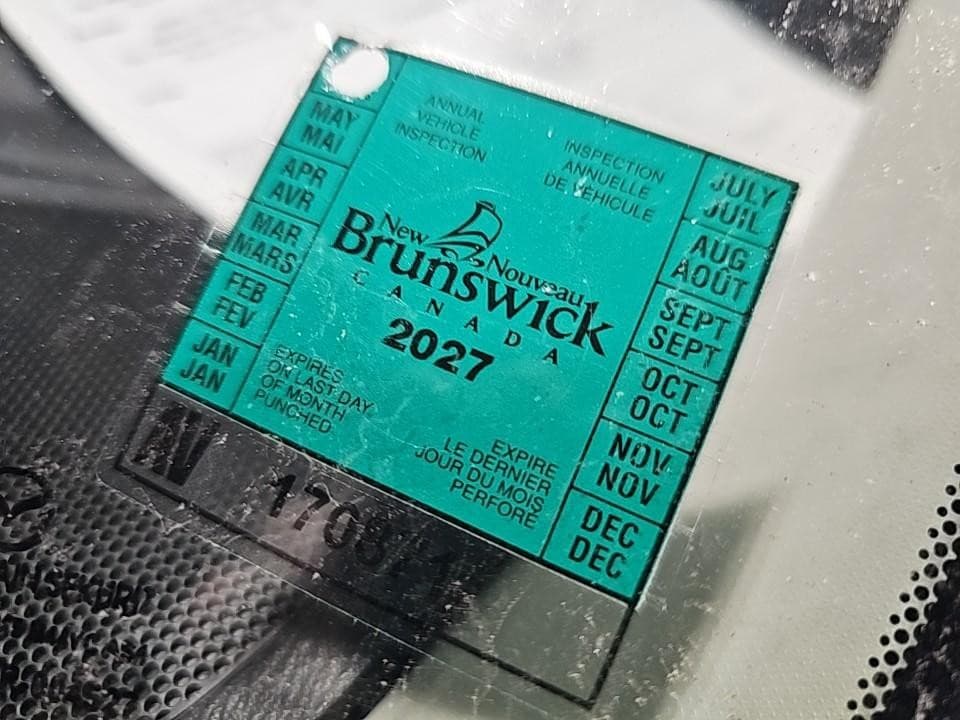 ANNUAL
VEHICLE
INSPECTION
INSPECTION
ANNUELLE
DE VÉHICULE
MAY
MAI
APR
AVR
MAR
MARS
FEB
FEV
JAN
JAN
New Nouveau
Brunswick
CANADA
2027
EXPIRES
ON LAST DAY
OF MONTH
PUNCHED
EXPIRE
LE DERNIER
JOUR DU MOIS
PERFORÉ
JULY
JUIL
AUG
AOÛT
SEPT
SEPT
OCT
OCT
NOV
NOV
DEC
DEC